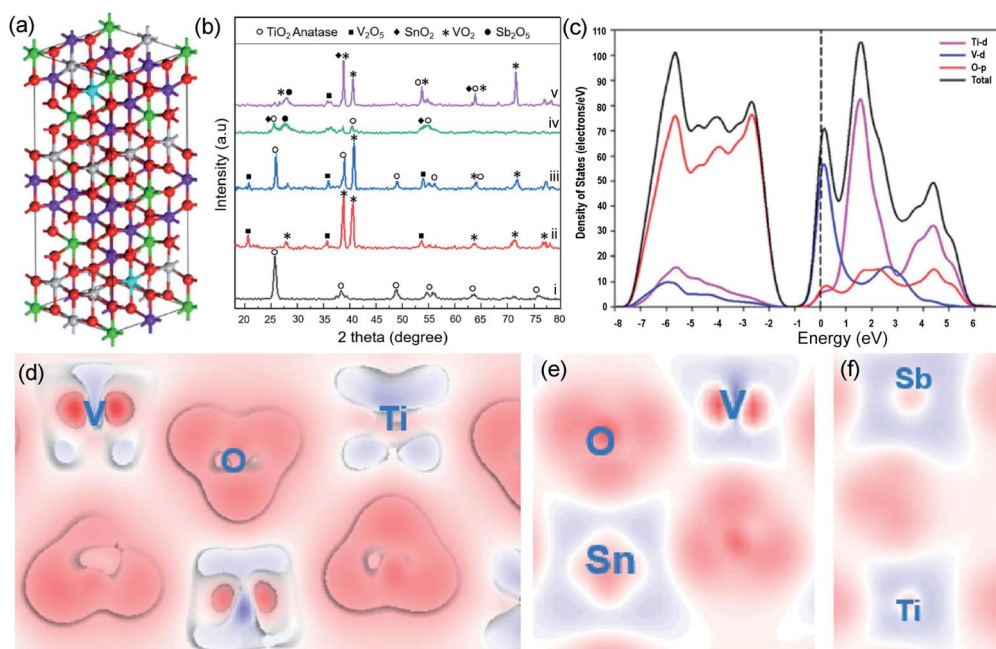 (a)
(b)
○ TiO2 Anatase ■ V2O5 ◆ SnO2 ∗ VO2 ● Sb2O5
Intensity (a.u)
v
iv
iii
ii
i
20 25 30 35 40 45 50 55 60 65 70 75 80
2 theta (degree)
(c)
Density of States (electrons/eV)
110
100
90
80
70
60
50
40
30
20
10
0
Ti-d
V-d
O-p
Total
-8 -7 -6 -5 -4 -3 -2 -1 0 1 2 3 4 5 6
Energy (eV)
(d)
V
O
Ti
(e)
O
V
Sn
(f)
Sb
Ti